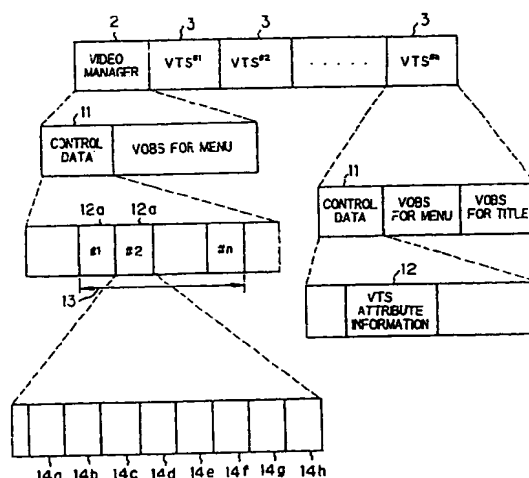 2 3 3 3
VIDEO MANAGER VTS#1 VTS#2 ..... VTS#n
11
CONTROL DATA VOBS FOR MENU
11
CONTROL DATA VOBS FOR MENU VOBS FOR TITLE
12a 12a
#1 #2 #n
13
12
VTS ATTRIBUTE INFORMATION
14a 14b 14c 14d 14e 14f 14g 14h